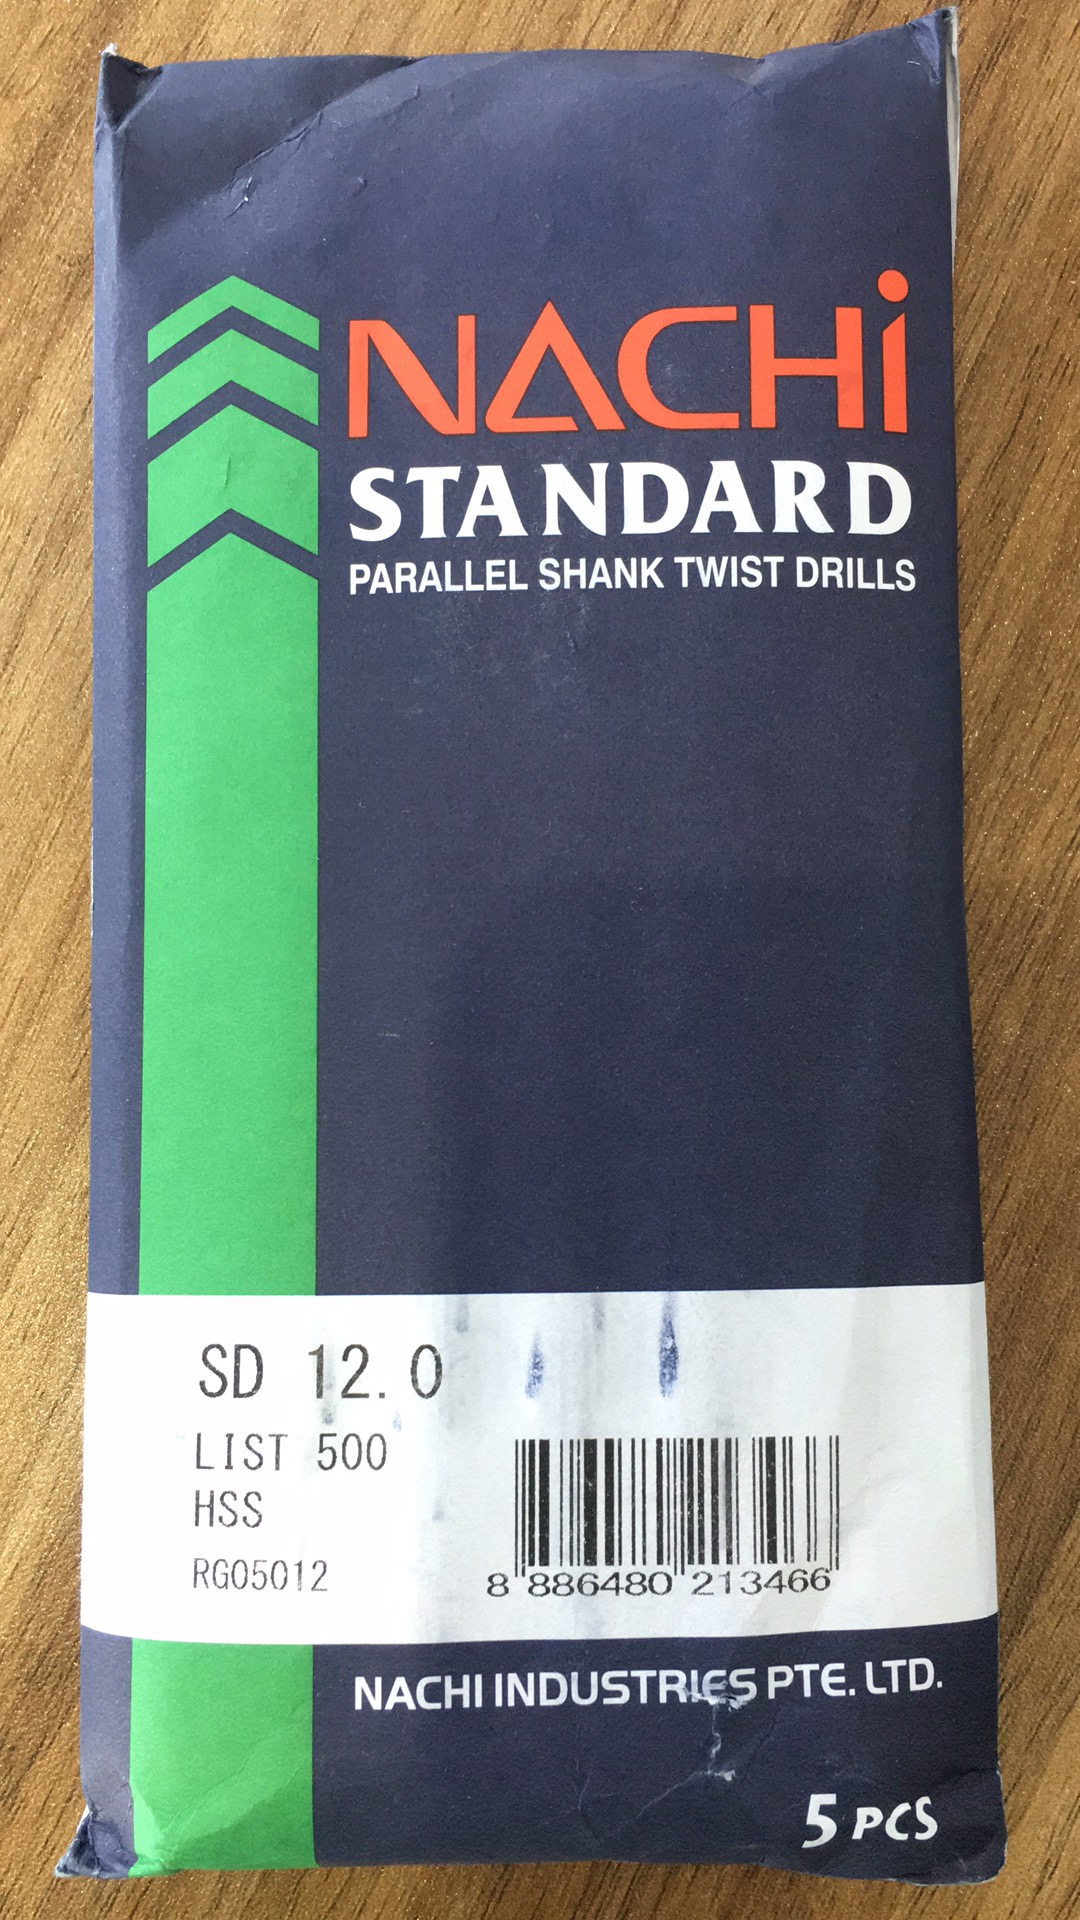 NACHi
STANDARD
PARALLEL SHANK TWIST DRILLS
SD 12.0
LIST 500
HSS
RG05012
8 886480 213466
NACHI INDUSTRIES PTE. LTD.
5 PCS